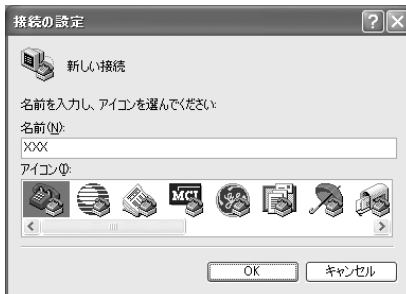 接続の設定
新しい接続
名前を入力し、アイコンを選んでください:
名前(N):
XXX
アイコン(I):
MCI
GE
OK
キャンセル